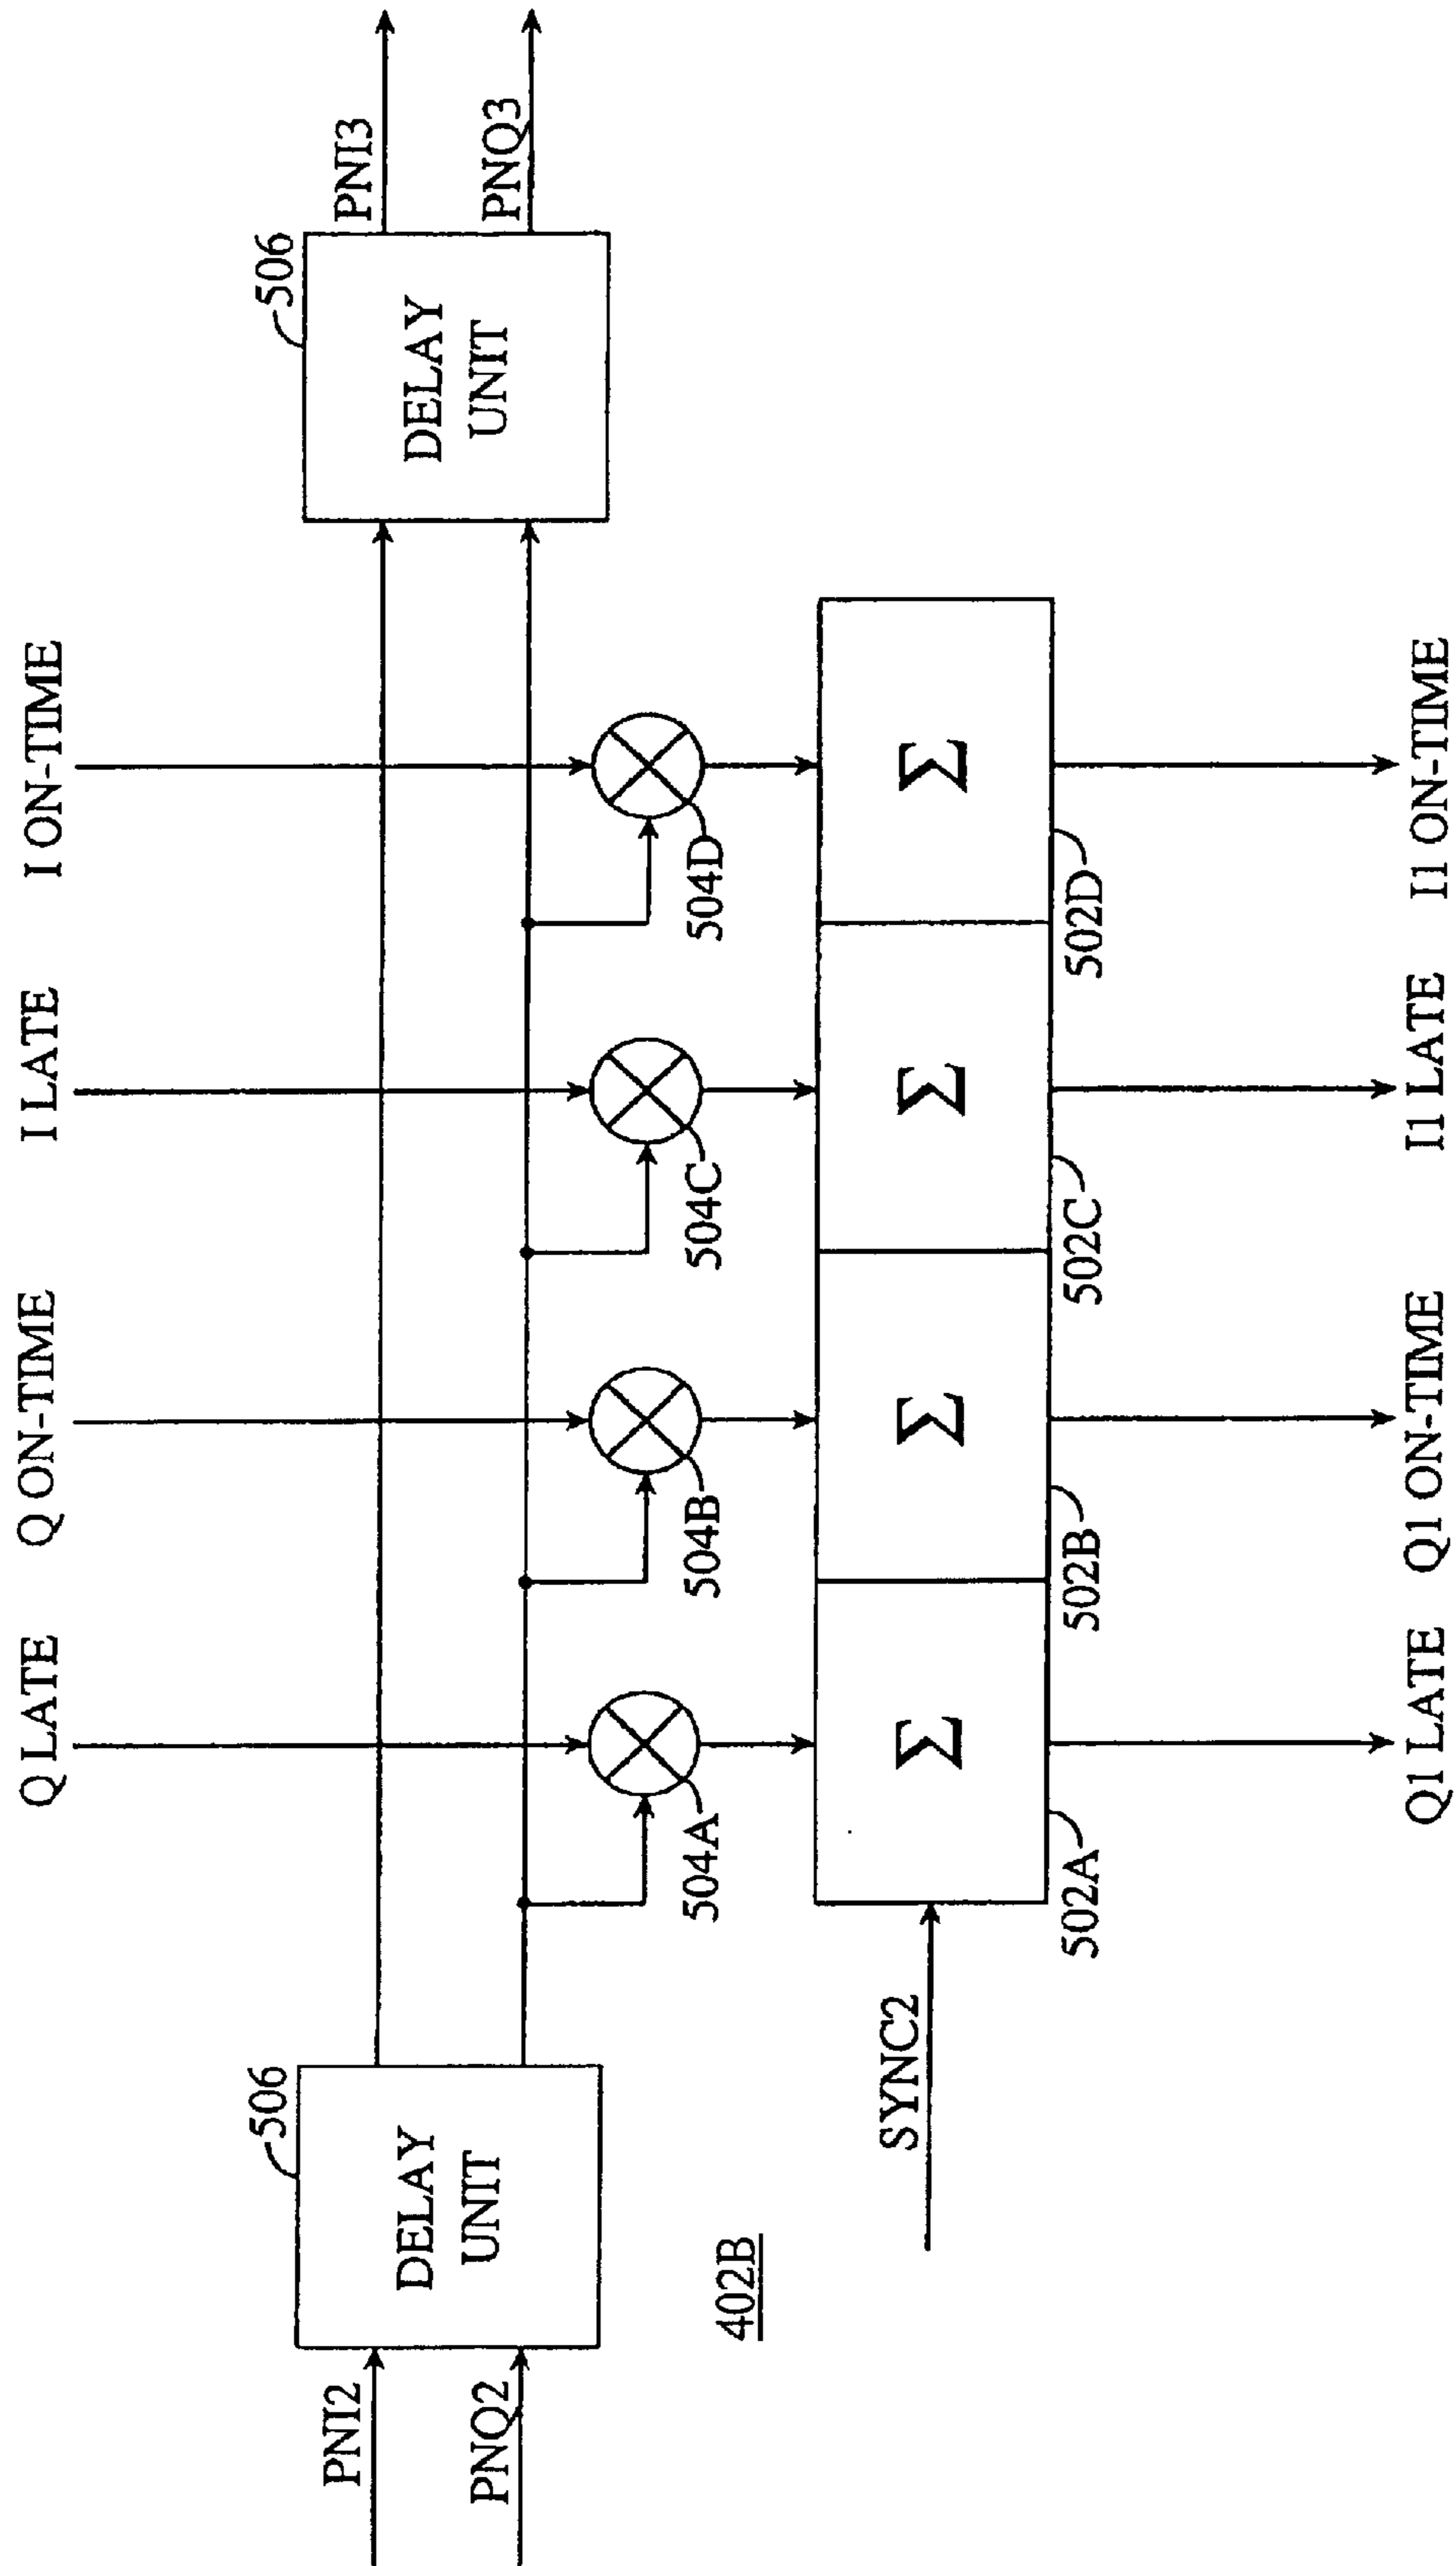 Q LATE
Q ON-TIME
I LATE
I ON-TIME
506
506
PNI2
PNI3
PNQ2
PNQ3
DELAY
UNIT
DELAY
UNIT
504A
504B
504C
504D
402B
SYNC2
Σ
Σ
Σ
Σ
502A
502B
502C
502D
Q1 LATE
Q1 ON-TIME
I1 LATE
I1 ON-TIME